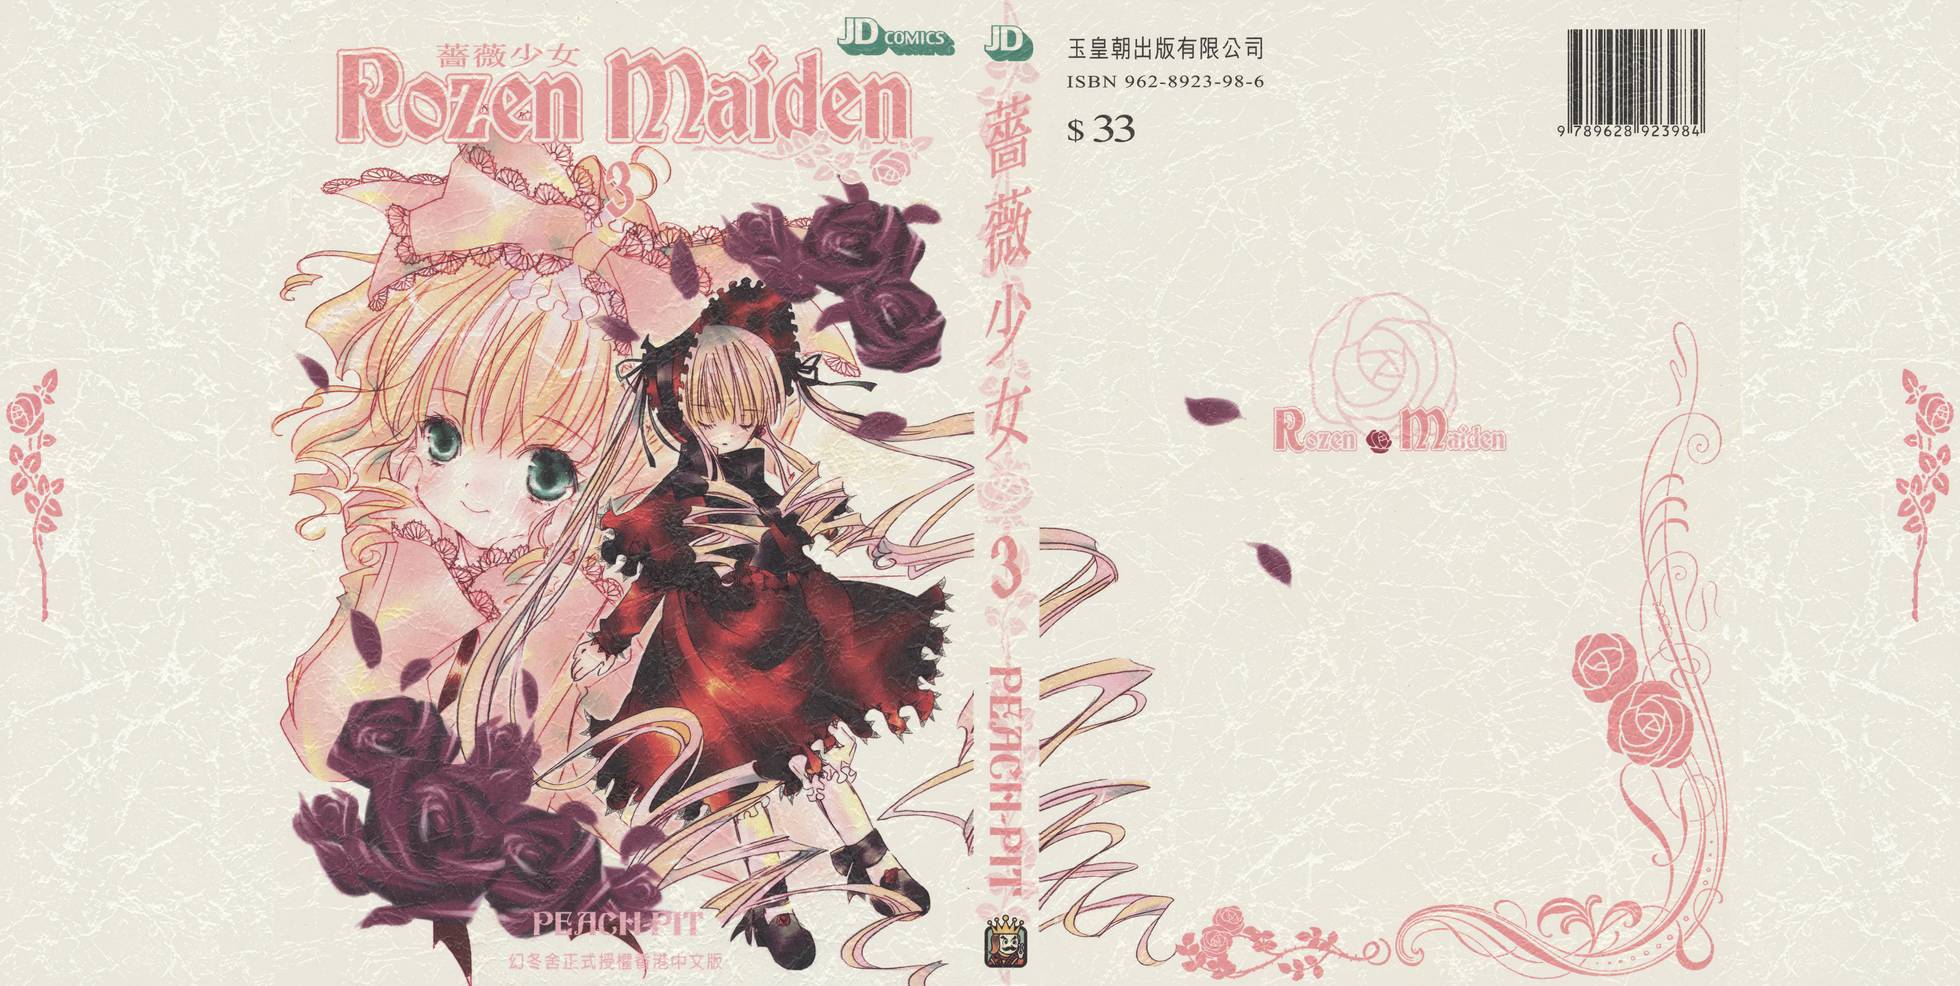 JD COMICS
薔薇少女
Rozen Maiden
3
PEACH-PIT
幻冬舍正式授權香港中文版
JD
薔薇少女
3
PEACH-PIT
玉皇朝出版有限公司
ISBN 962-8923-98-6
$ 33
9 789628 923984
Rozen Maiden